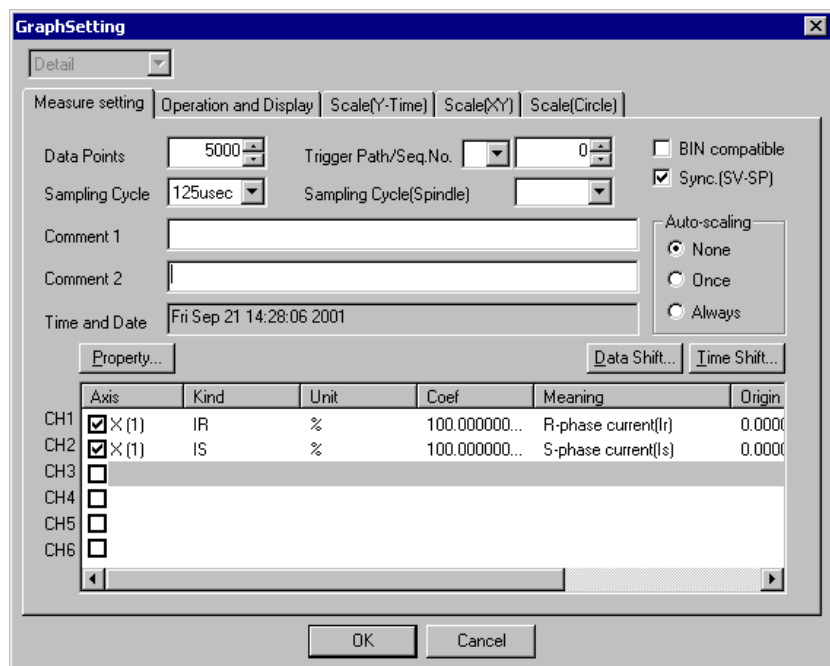 GraphSetting
Detail
Measure setting Operation and Display Scale(Y-Time) Scale(XY) Scale(Circle)
Data Points 5000 Trigger Path/Seq.No. 0 BIN compatible
Sampling Cycle 125usec Sampling Cycle(Spindle) Sync.(SV-SP)
Comment 1
Auto-scaling
None
Comment 2
Once
Time and Date Fri Sep 21 14:28:06 2001
Always
Property... Data Shift... Time Shift...
Axis Kind Unit Coef Meaning Origin
CH1 X (1) IR % 100.000000... R-phase current(Ir) 0.0000
CH2 X (1) IS % 100.000000... S-phase current(Is) 0.0000
CH3
CH4
CH5
CH6
OK Cancel